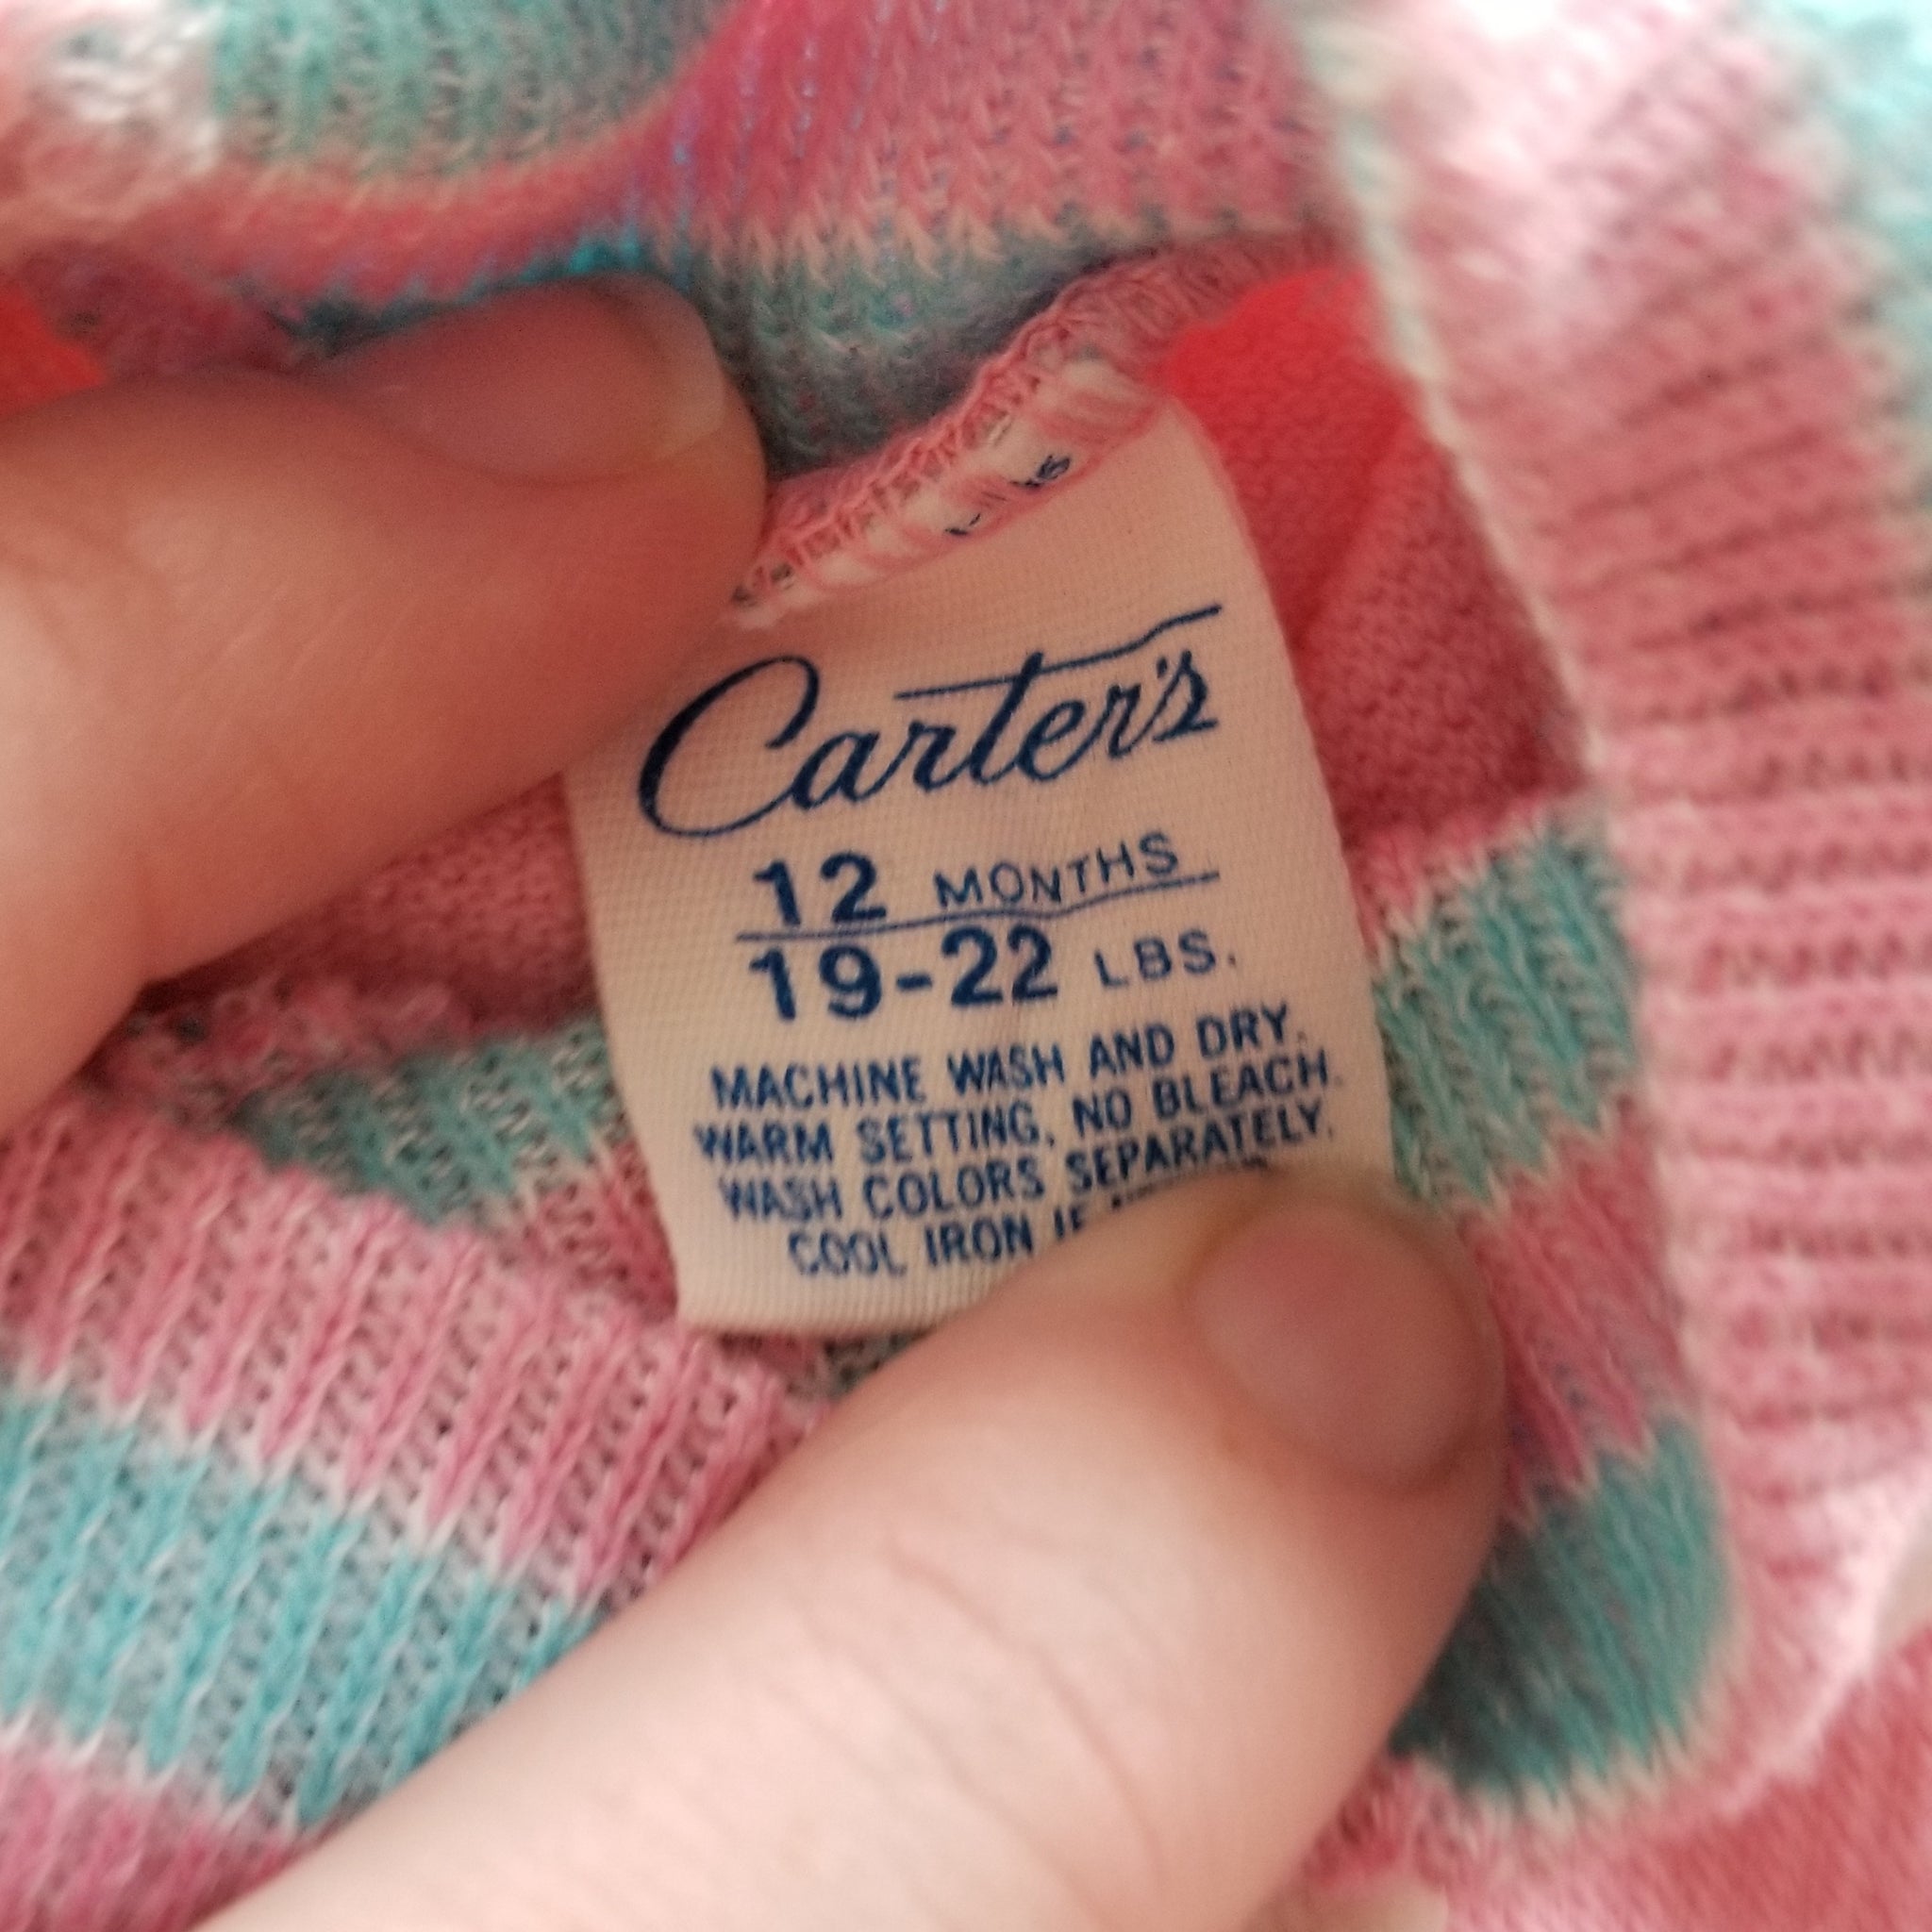 Carter's
12 MONTHS
19-22 LBS.
MACHINE WASH AND DRY.
WARM SETTING. NO BLEACH.
WASH COLORS SEPARATELY.
COOL IRON IF